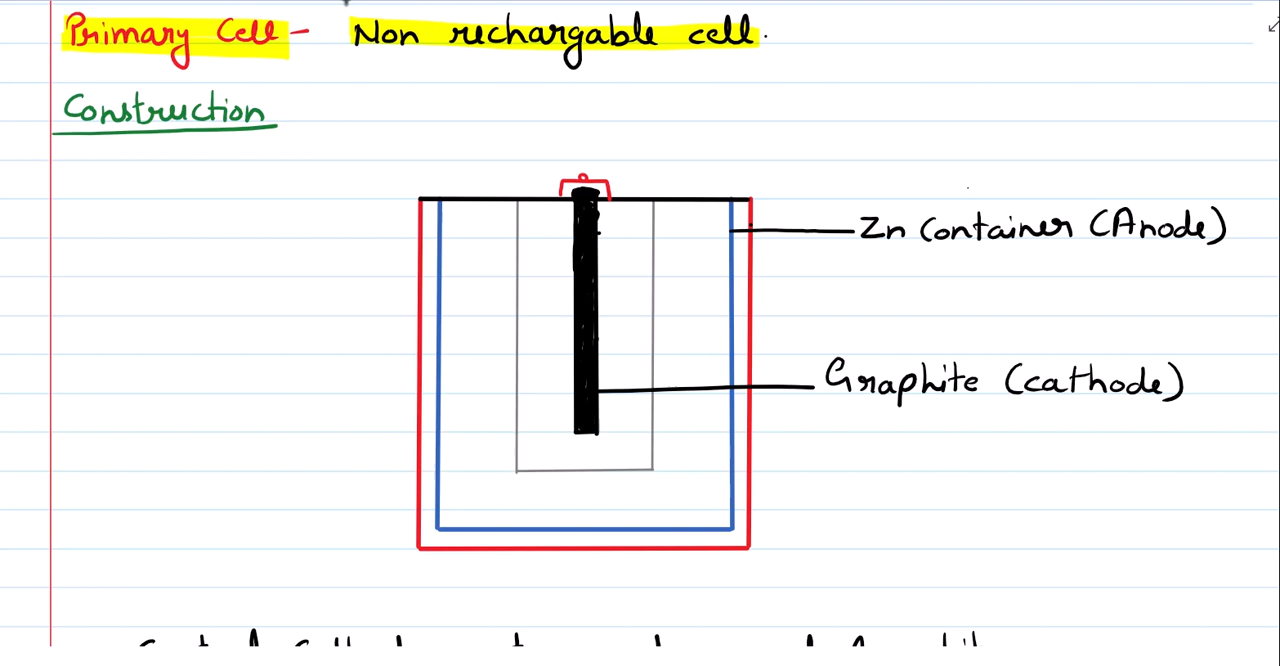 Primary Cell - Non rechargable cell.
Construction
Zn Container (Anode)
Graphite (cathode)